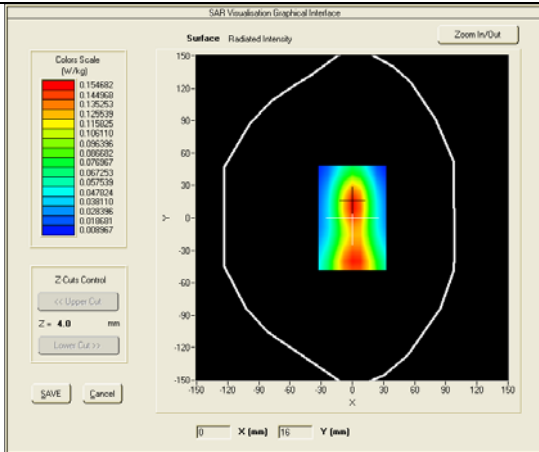 SAR Visualisation Graphical Interface
Surface Radiated Intensity
Zoom In/Out
Colors Scale
(W/kg)
0.154682
0.144968
0.135253
0.125539
0.115825
0.106110
0.096396
0.086682
0.076967
0.067253
0.057539
0.047824
0.038110
0.028396
0.018681
0.008967
Z-Cuts Control
<< Upper Cut
Z = 4.0 mm
Lower Cut >>
SAVE Cancel
Y
150
120
90
60
30
0
-30
-60
-90
-120
-150
-150 -120 -90 -60 -30 0 30 60 90 120 150
X
0 X (mm) 16 Y (mm)